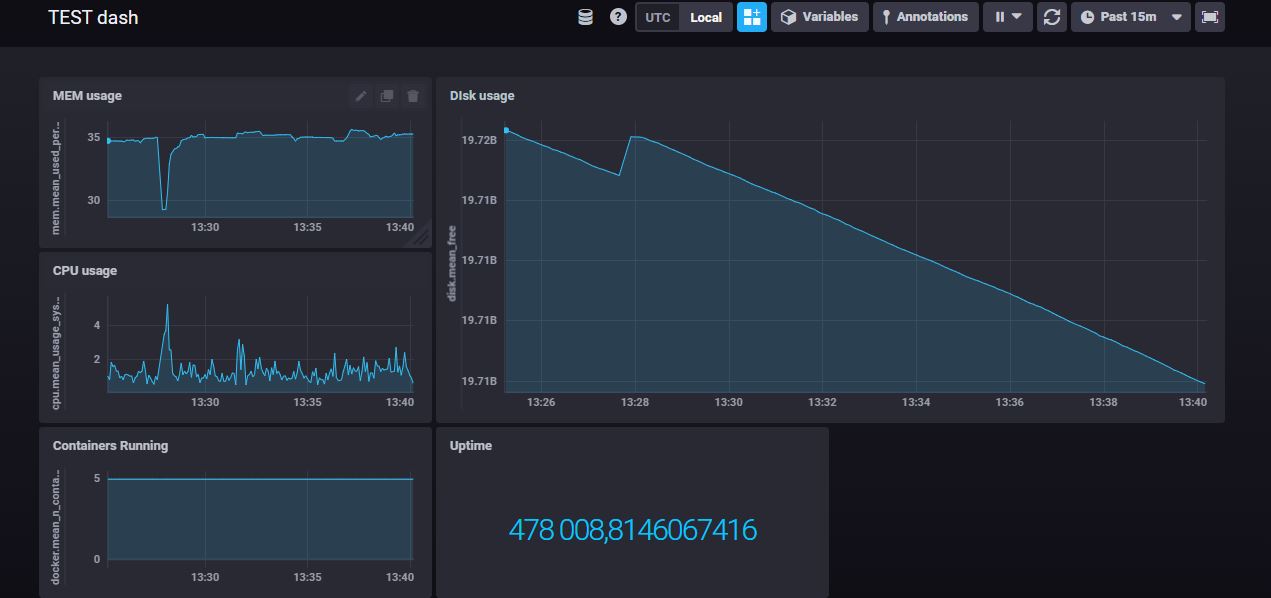 TEST dash
UTC Local Variables Annotations Past 15m
MEM usage
mem.mean_used_per...
35
30
13:30 13:35 13:40
DIsk usage
disk.mean_free
19.72B
19.71B
19.71B
19.71B
19.71B
13:26 13:28 13:30 13:32 13:34 13:36 13:38 13:40
CPU usage
cpu.mean_usage_sys...
4
2
13:30 13:35 13:40
Containers Running
docker.mean_n_conta...
5
0
13:30 13:35 13:40
Uptime
478 008,8146067416